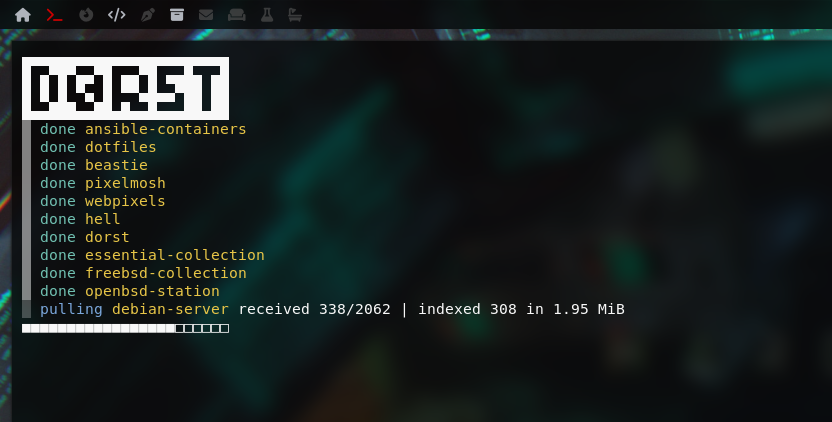 DORST
done ansible-containers
done dotfiles
done beastie
done pixelmosh
done webpixels
done hell
done dorst
done essential-collection
done freebsd-collection
done openbsd-station
pulling debian-server received 338/2062 | indexed 308 in 1.95 MiB